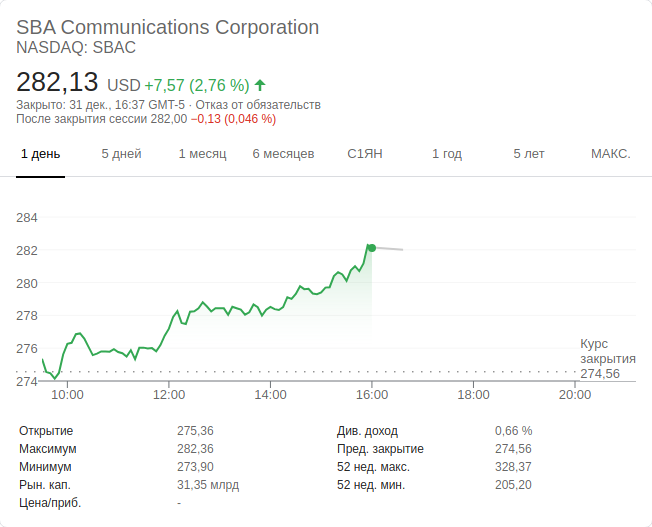 SBA Communications Corporation
NASDAQ: SBAC
282,13 USD +7,57 (2,76 %)
Закрыто: 31 дек., 16:37 GMT-5 · Отказ от обязательств
После закрытия сессии 282,00 −0,13 (0,046 %)
1 день 5 дней 1 месяц 6 месяцев С1ЯН 1 год 5 лет МАКС.
284
282
280
278
276
274
Курс
закрытия
274,56
10:00 12:00 14:00 16:00 18:00 20:00
Открытие 275,36
Максимум 282,36
Минимум 273,90
Рын. кап. 31,35 млрд
Цена/приб. -
Див. доход 0,66 %
Пред. закрытие 274,56
52 нед. макс. 328,37
52 нед. мин. 205,20